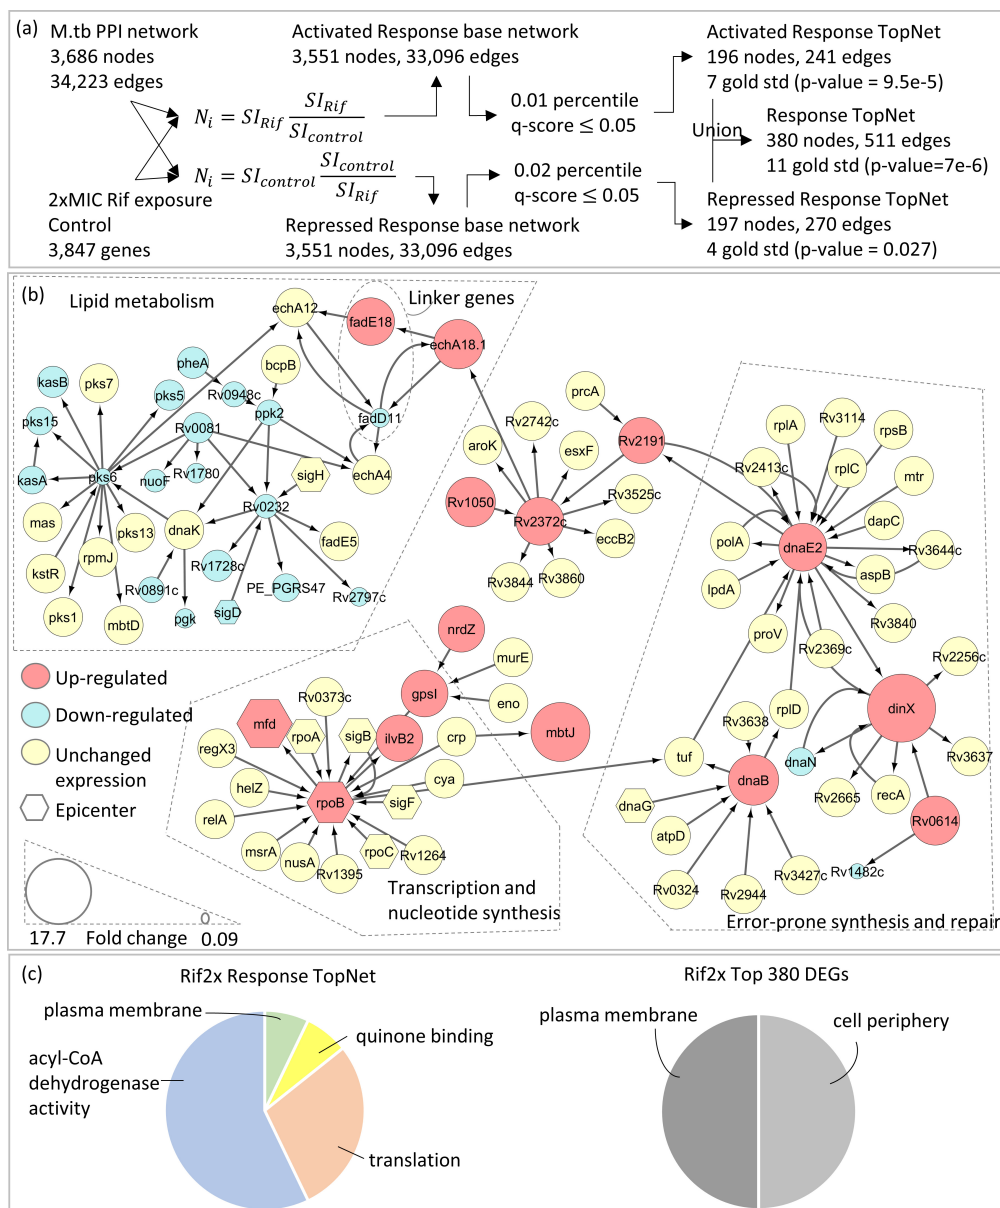 (a)
M.tb PPI network
3,686 nodes
34,223 edges
Activated Response base network
3,551 nodes, 33,096 edges
Activated Response TopNet
196 nodes, 241 edges
7 gold std (p-value = 9.5e-5)
N_i = SI_Rif SI_Rif / SI_control
0.01 percentile
q-score ≤ 0.05
Union
Response TopNet
380 nodes, 511 edges
11 gold std (p-value=7e-6)
N_i = SI_control SI_control / SI_Rif
0.02 percentile
q-score ≤ 0.05
2xMIC Rif exposure
Control
3,847 genes
Repressed Response base network
3,551 nodes, 33,096 edges
Repressed Response TopNet
197 nodes, 270 edges
4 gold std (p-value = 0.027)
(b)
Lipid metabolism
Linker genes
echA12
fadE18
echA18.1
kasB
pks7
pheA
bcpB
pks5
Rv0948c
ppk2
fadD11
pks15
Rv0081
kasA
pks6
nuoF
Rv1780
sigH
echA4
mas
pks13
dnaK
Rv0232
fadE5
kstR
rpmJ
Rv0891c
Rv1728c
PE_PGRS47
Rv2797c
pks1
mbtD
pgk
sigD
prcA
Rv2742c
aroK
esxF
Rv2191
Rv1050
Rv2372c
Rv3525c
eccB2
Rv3844
Rv3860
rplA
Rv3114
rpsB
Rv2413c
rplC
mtr
polA
dnaE2
dapC
Rv3644c
lpdA
aspB
proV
Rv3840
Rv2369c
Rv2256c
dinX
rplD
Rv3638
dnaN
Rv3637
tuf
dnaB
Rv2665
recA
dnaG
Rv0614
atpD
Rv1482c
Rv0324
Rv2944
Rv3427c
Error-prone synthesis and repair
nrdZ
murE
gpsI
eno
mbtJ
Rv0373c
mfd
rpoA
sigB
ilvB2
crp
regX3
cya
helZ
rpoB
sigF
relA
msrA
nusA
Rv1395
rpoC
Rv1264
Transcription and
nucleotide synthesis
Up-regulated
Down-regulated
Unchanged
expression
Epicenter
17.7 Fold change 0.09
(c)
Rif2x Response TopNet
plasma membrane
quinone binding
acyl-CoA
dehydrogenase
activity
translation
Rif2x Top 380 DEGs
plasma membrane
cell periphery